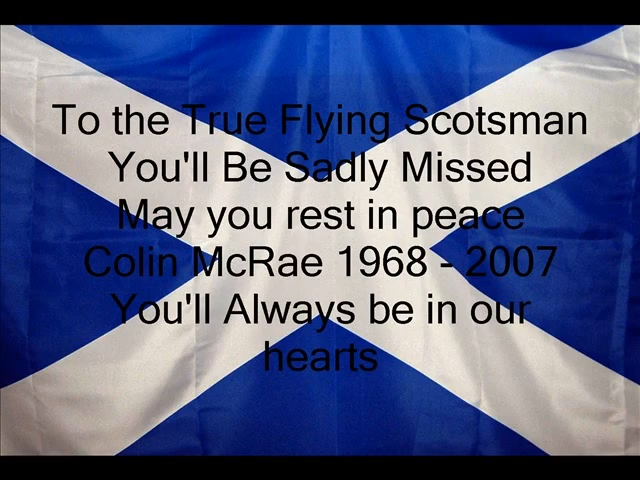 To the True Flying Scotsman
You'll Be Sadly Missed
May you rest in peace
Colin McRae 1968 - 2007
You'll Always be in our
hearts